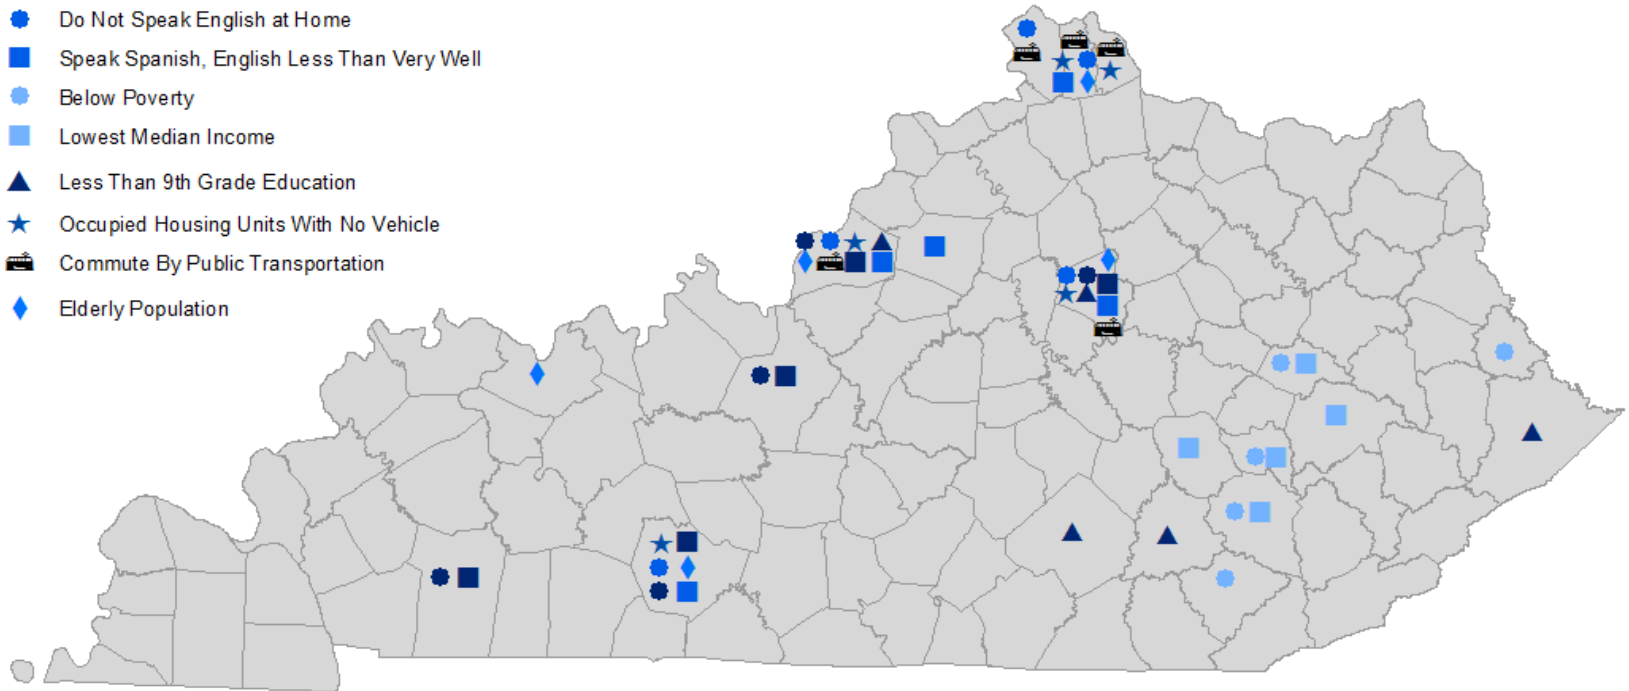 Do Not Speak English at Home
Speak Spanish, English Less Than Very Well
Below Poverty
Lowest Median Income
Less Than 9th Grade Education
Occupied Housing Units With No Vehicle
Commute By Public Transportation
Elderly Population